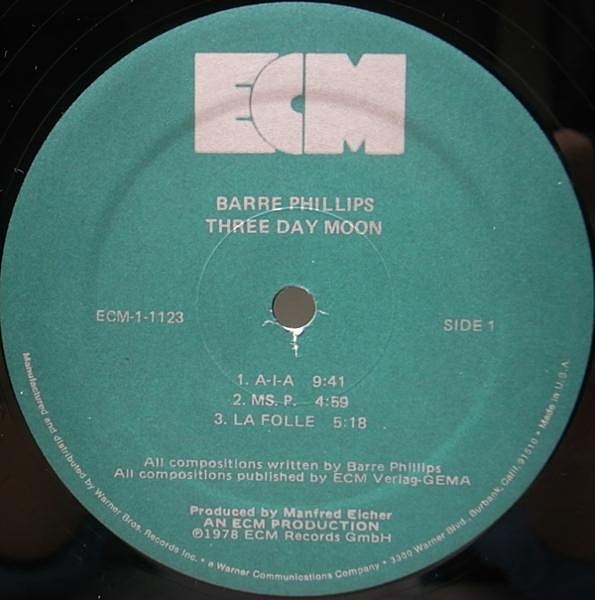 ECM
BARRE PHILLIPS
THREE DAY MOON
ECM-1-1123
SIDE 1
1. A-I-A 9:41
2. MS. P. 4:59
3. LA FOLLE 5:18
All compositions written by Barre Phillips
All compositions published by ECM Verlag-GEMA
Produced by Manfred Eicher
AN ECM PRODUCTION
℗1978 ECM Records GmbH
Manufactured and distributed by Warner Bros. Records Inc. • a Warner Communications Company • 3300 Warner Blvd., Burbank, Calif. 91510 • Made in U.S.A.